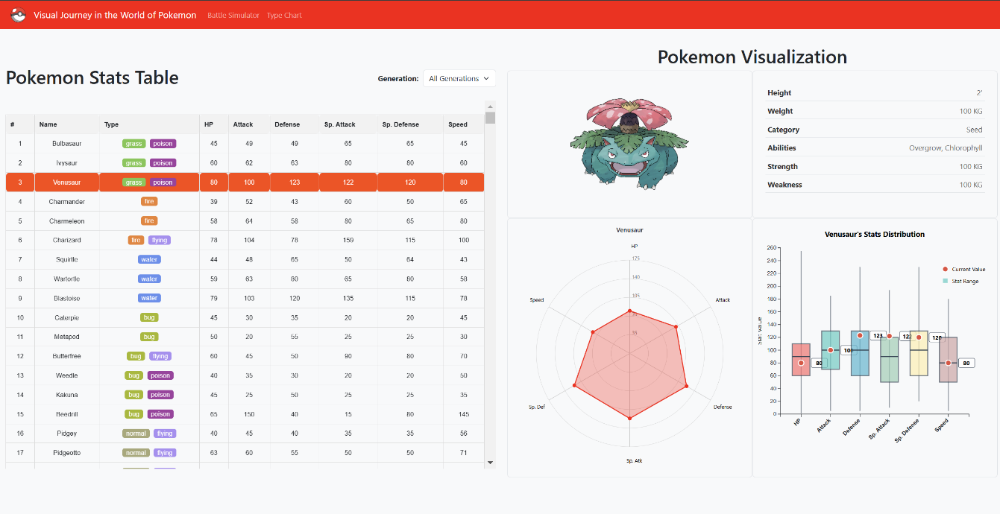 Visual Journey in the World of Pokemon Battle Simulator Type Chart
Pokemon Stats Table
Generation: All Generations
# Name Type HP Attack Defense Sp. Attack Sp. Defense Speed
1 Bulbasaur grass poison 45 49 49 65 65 45
2 Ivysaur grass poison 60 62 63 80 80 60
3 Venusaur grass poison 80 100 123 122 120 80
4 Charmander fire 39 52 43 60 50 65
5 Charmeleon fire 58 64 58 80 65 80
6 Charizard fire flying 78 104 78 159 115 100
7 Squirtle water 44 48 65 50 64 43
8 Wartortle water 59 63 80 65 80 58
9 Blastoise water 79 103 120 135 115 78
10 Caterpie bug 45 30 35 20 20 45
11 Metapod bug 50 20 55 25 25 30
12 Butterfree bug flying 60 45 50 90 80 70
13 Weedle bug poison 40 35 30 20 20 50
14 Kakuna bug poison 45 25 50 25 25 35
15 Beedrill bug poison 65 150 40 15 80 145
16 Pidgey normal flying 40 45 40 35 35 56
17 Pidgeotto normal flying 63 60 55 50 50 71
Pokemon Visualization
Height 2'
Weight 100 KG
Category Seed
Abilities Overgrow, Chlorophyll
Strength 100 KG
Weakness 100 KG
Venusaur
HP
175
140
105
70
35
Attack
Defense
Sp. Atk
Sp. Def
Speed
Venusaur's Stats Distribution
Current Value
Stat Range
260
240
220
200
180
160
140
120
100
80
60
40
20
0
Stat Value
80
100
123
122
120
80
HP
Attack
Defense
Sp. Attack
Sp. Defense
Speed